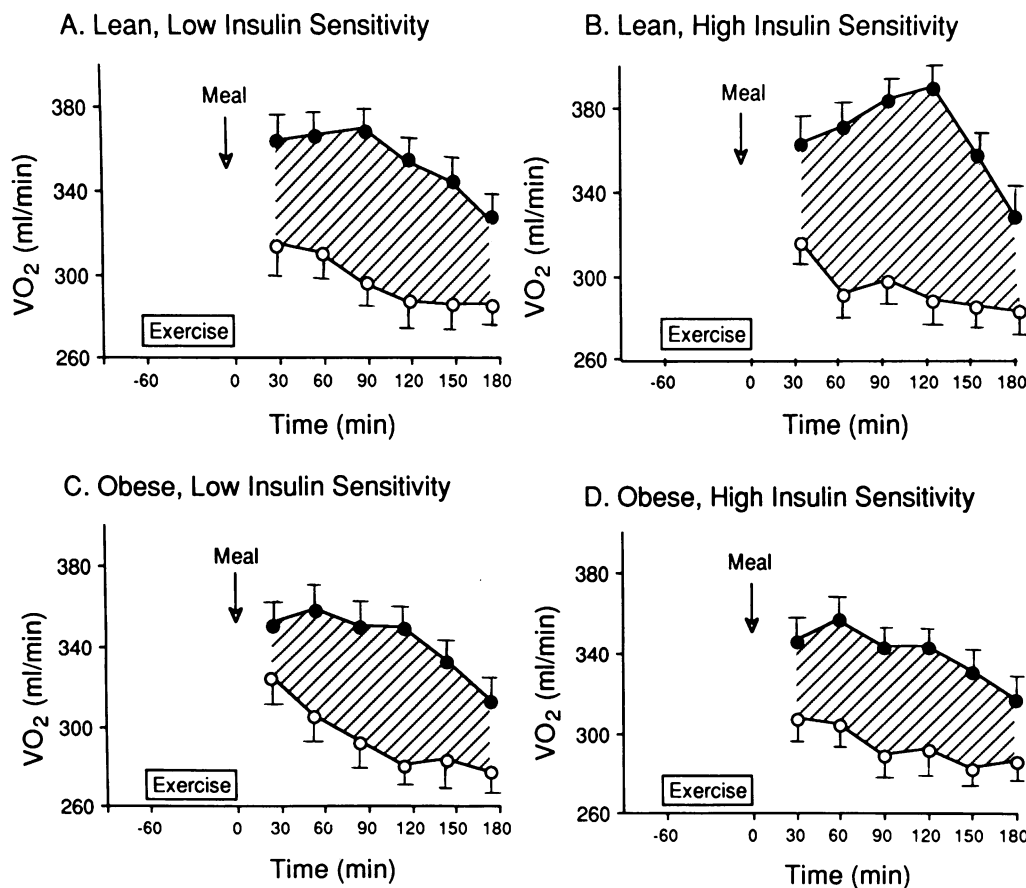 A. Lean, Low Insulin Sensitivity
380
340
300
260
VO2 (ml/min)
Meal
Exercise
-60 0 30 60 90 120 150 180
Time (min)
B. Lean, High Insulin Sensitivity
380
340
300
260
VO2 (ml/min)
Meal
Exercise
-60 0 30 60 90 120 150 180
Time (min)
C. Obese, Low Insulin Sensitivity
380
340
300
260
VO2 (ml/min)
Meal
Exercise
-60 0 30 60 90 120 150 180
Time (min)
D. Obese, High Insulin Sensitivity
380
340
300
260
VO2 (ml/min)
Meal
Exercise
-60 0 30 60 90 120 150 180
Time (min)